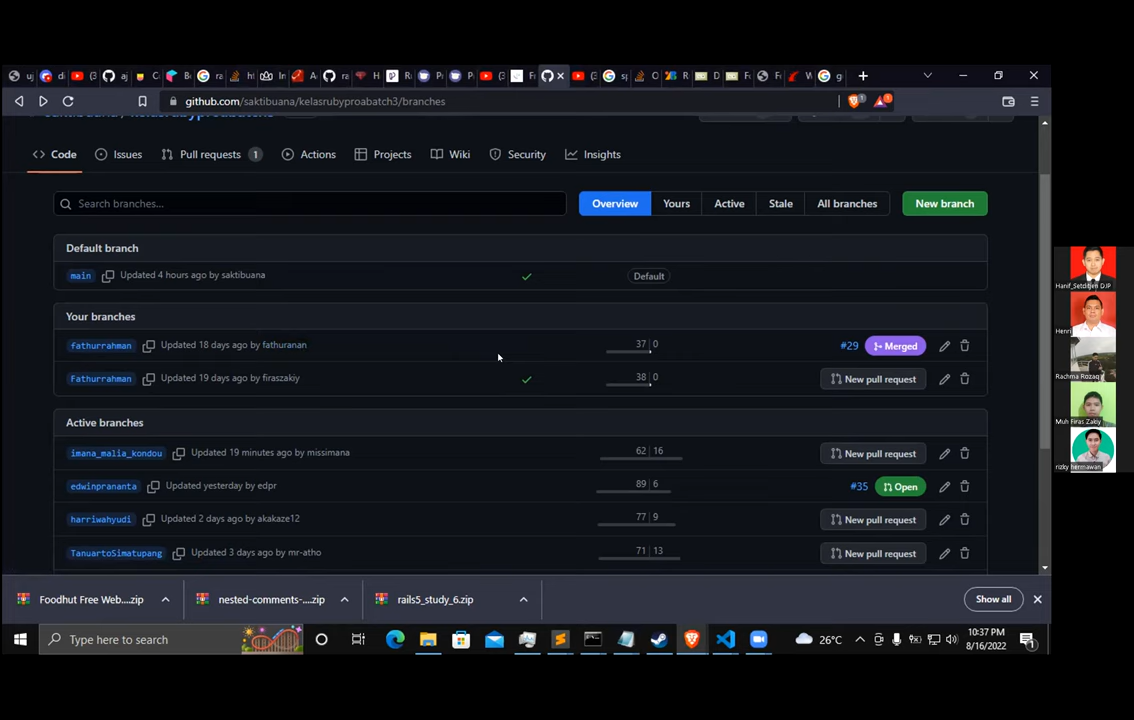 github.com/saktibuana/kelasrubyproabatch3/branches
Code
Issues
Pull requests 1
Actions
Projects
Wiki
Security
Insights
Search branches...
Overview
Yours
Active
Stale
All branches
New branch
Default branch
main Updated 4 hours ago by saktibuana Default
Your branches
fathurrahman Updated 18 days ago by fathuranan 37 0 #29 Merged
Fathurrahman Updated 19 days ago by firaszakiy 38 0 New pull request
Active branches
imana_malia_kondou Updated 19 minutes ago by missimana 62 16 New pull request
edwinprananta Updated yesterday by edpr 89 6 #35 Open
harriwahyudi Updated 2 days ago by akakaze12 77 9 New pull request
TanuartoSimatupang Updated 3 days ago by mr-atho 71 13 New pull request
Foodhut Free Web....zip
nested-comments-....zip
rails5_study_6.zip
Show all
Type here to search
26°C
10:37 PM
8/16/2022
Hanif_Setditjen DJP
Henri
Rachma Rozaq
Muh Firas Zakiy
rizky hermawan